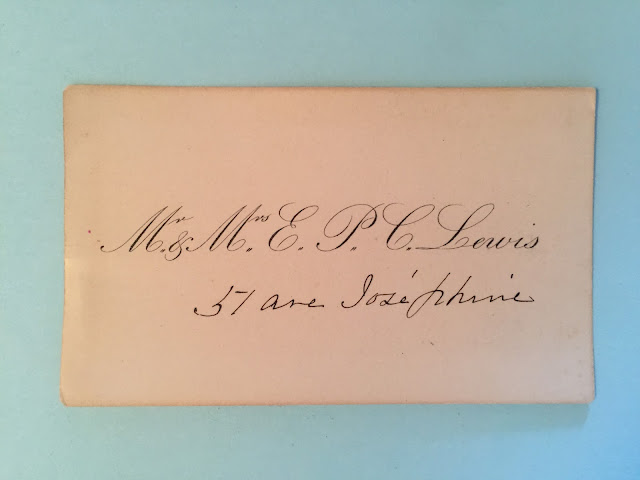 Mr. & Mrs. E. P. C. Lewis
57 ave Joséphine